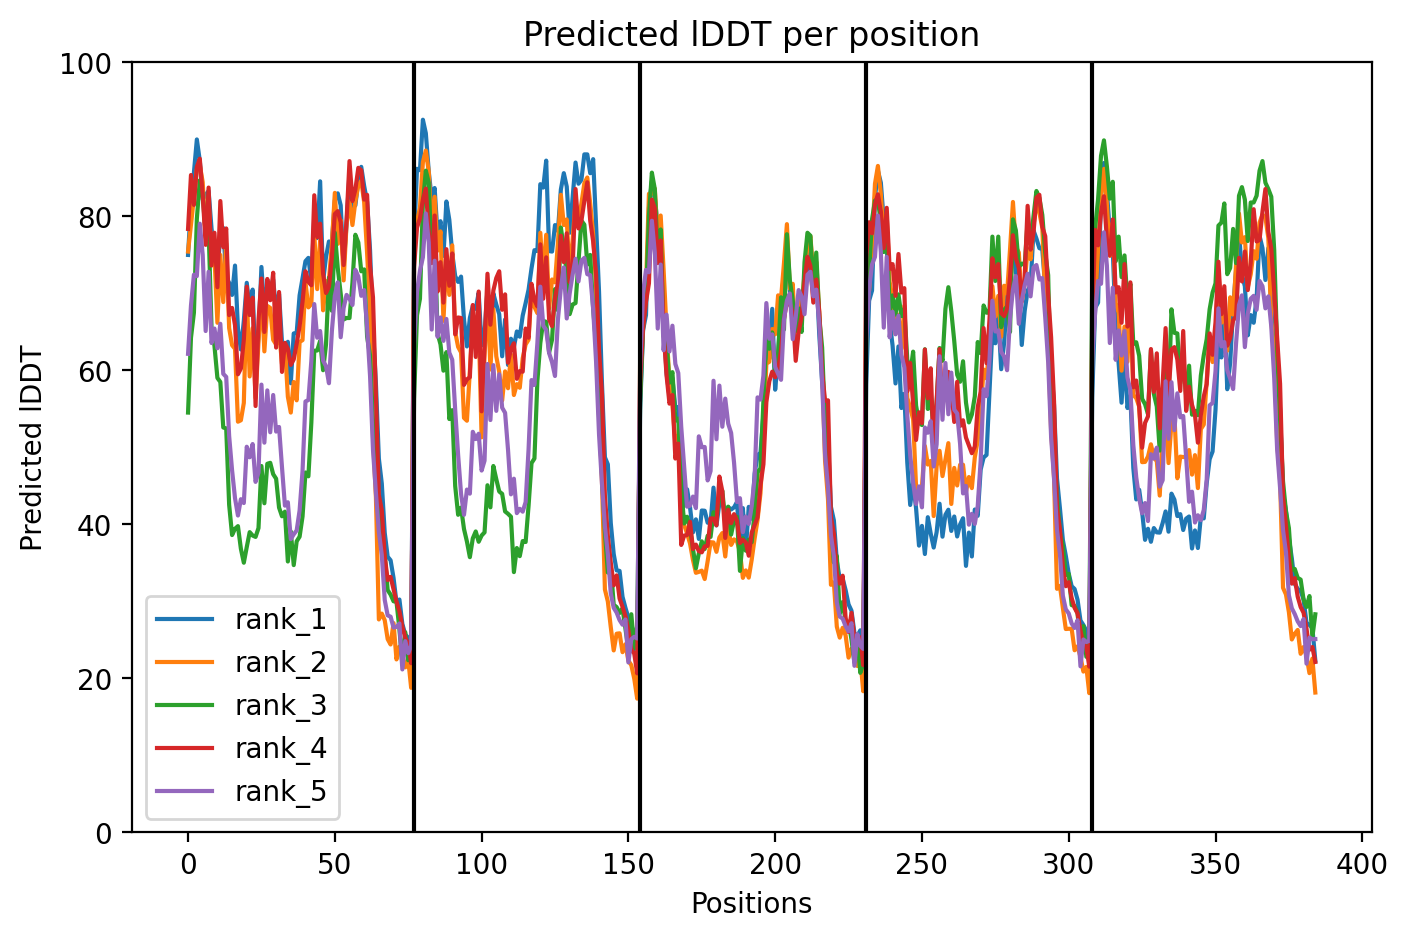 Predicted lDDT per position
Predicted lDDT
100
80
60
40
20
0
rank_1
rank_2
rank_3
rank_4
rank_5
0 50 100 150 200 250 300 350 400
Positions